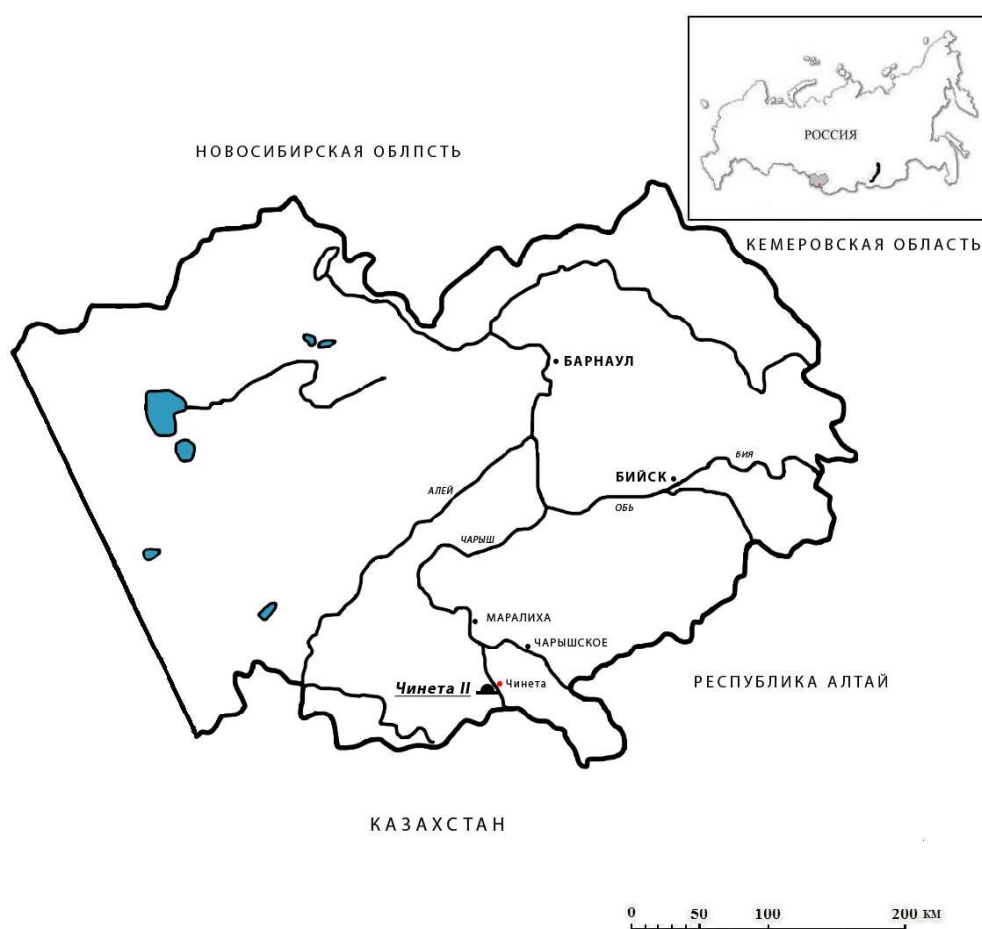 РОССИЯ
НОВОСИБИРСКАЯ ОБЛПСТЬ
КЕМЕРОВСКАЯ ОБЛАСТЬ
БАРНАУЛ
БИЯ
БИЙСК
АЛЕЙ
ОБЬ
ЧАРЫШ
МАРАЛИХА
ЧАРЫШСКОЕ
РЕСПУБЛИКА АЛТАЙ
Чинета II
Чинета
КАЗАХСТАН
0 50 100 200 км